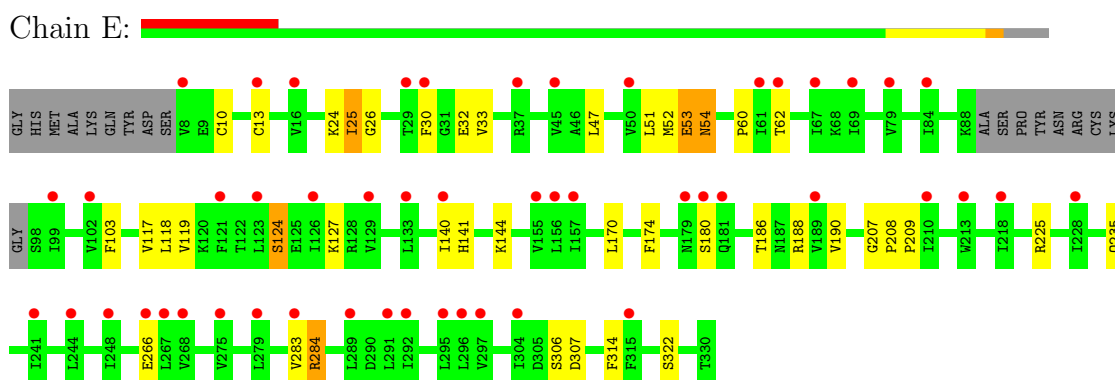 Chain E:
GLY HIS MET ALA LYS GLN TYR ASP SER V8 E9 C10 C13 V16 K24 I25 G26 T29 F30 G31 E32 V33 R37 V45 A46 L47 V50 L51 M52 E53 N54 P60 I61 T62 I67 K68 I69 V79 I84 K88 ALA SER PRO TYR ASN ARG CYS LYS
GLY S98 I99 V102 F103 V117 L118 V119 K120 F121 T122 L123 S124 E125 I126 K127 R128 V129 L133 I140 H141 K144 V155 L156 I157 L170 F174 N179 S180 Q181 T186 N187 R188 V189 V190 G207 P208 P209 I210 W213 I218 R225 I228
I241 L244 I248 E266 L267 V268 V275 L279 V283 R284 L289 D290 L291 I292 L295 L296 V297 I304 D305 S306 D307 F314 F315 S322 T330